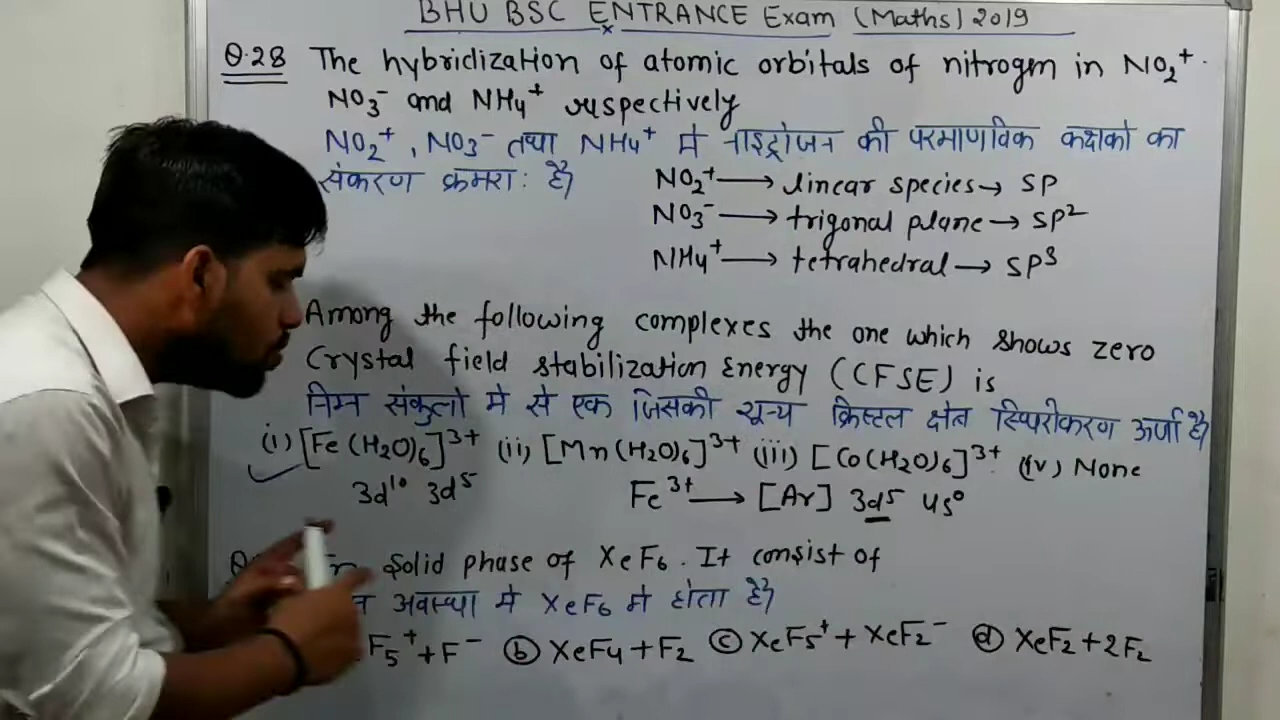 BHU BSC ENTRANCE Exam (Maths) 2019
Q.28 The hybridization of atomic orbitals of nitrogen in NO₂⁺.
NO₃⁻ and NH₄⁺ respectively
NO₂⁺, NO₃⁻ तथा NH₄⁺ मे नाइट्रोजन की परमाणविक कक्षको का
संकरण क्रमश: है
NO₂⁺ → linear species → SP
NO₃⁻ → trigonal plane → SP²
NH₄⁺ → tetrahedral → SP³
Among the following complexes the one which shows zero
Crystal field stabilization Energy (CFSE) is
निम्न संकुलो मे से एक जिसकी शून्य क्रिस्टल क्षेत्र स्थिरीकरण ऊर्जा है
(i) [Fe(H₂O)₆]³⁺ (ii) [Mn(H₂O)₆]³⁺ (iii) [Co(H₂O)₆]³⁺ (iv) None
3d¹⁰ 3d⁵ Fe³⁺ → [Ar] 3d⁵ 4s⁰
solid phase of XeF₆. It consist of
अवस्था मे XeF₆ मे होता है
F₅⁺ + F⁻ ⓑ XeF₄ + F₂ ⓒ XeF₅⁺ + XeF₂⁻ ⓓ XeF₂ + 2F₂